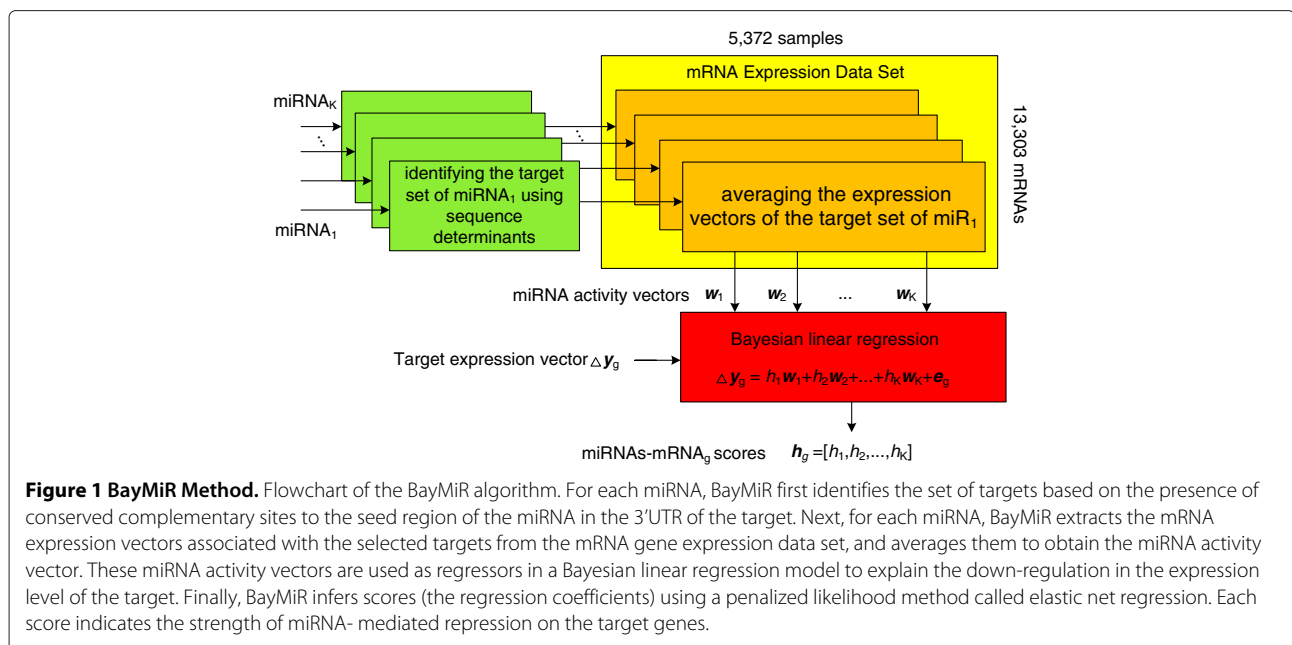 5,372 samples
mRNA Expression Data Set
13,303 mRNAs
miRNA_K
...
...
identifying the target
set of miRNA₁ using
sequence
determinants
averaging the expression
vectors of the target set of miR₁
miRNA₁
miRNA activity vectors w₁ w₂ ... w_K
Bayesian linear regression
Target expression vector △y_g
△y_g = h₁w₁+h₂w₂+...+h_Kw_K+e_g
miRNAs-mRNA_g scores h_g =[h₁,h₂,...,h_K]
Figure 1 BayMiR Method. Flowchart of the BayMiR algorithm. For each miRNA, BayMiR first identifies the set of targets based on the presence of
conserved complementary sites to the seed region of the miRNA in the 3'UTR of the target. Next, for each miRNA, BayMiR extracts the mRNA
expression vectors associated with the selected targets from the mRNA gene expression data set, and averages them to obtain the miRNA activity
vector. These miRNA activity vectors are used as regressors in a Bayesian linear regression model to explain the down-regulation in the expression
level of the target. Finally, BayMiR infers scores (the regression coefficients) using a penalized likelihood method called elastic net regression. Each
score indicates the strength of miRNA- mediated repression on the target genes.